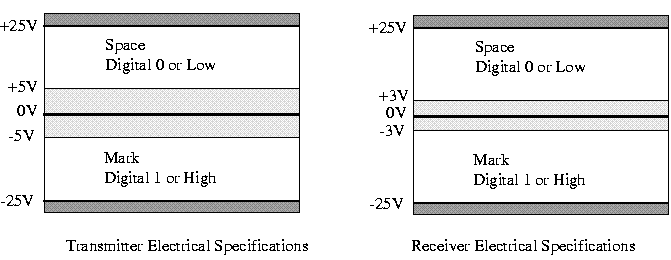 +25V
Space
Digital 0 or Low
+5V
0V
-5V
Mark
Digital 1 or High
-25V
Transmitter Electrical Specifications
+25V
Space
Digital 0 or Low
+3V
0V
-3V
Mark
Digital 1 or High
-25V
Receiver Electrical Specifications